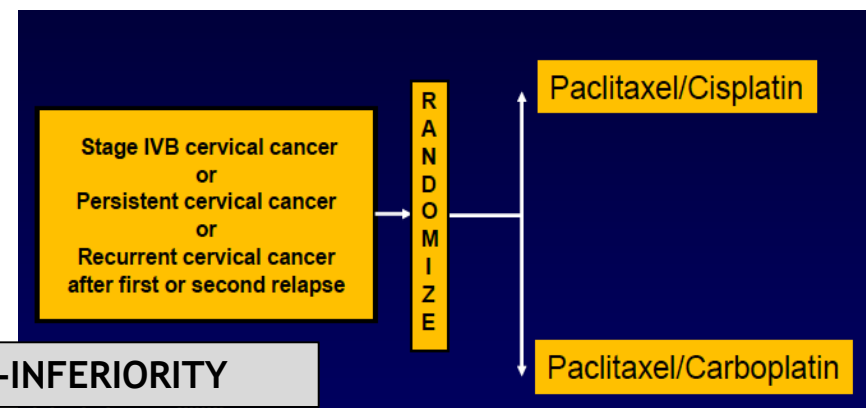 Stage IVB cervical cancer
or
Persistent cervical cancer
or
Recurrent cervical cancer
after first or second relapse
R
A
N
D
O
M
I
Z
E
Paclitaxel/Cisplatin
Paclitaxel/Carboplatin
-INFERIORITY